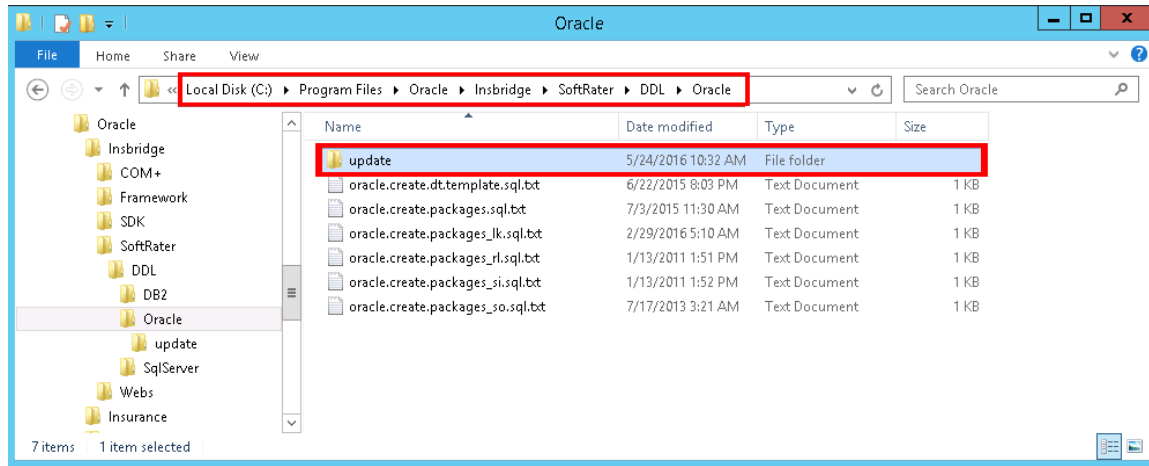 Oracle
File Home Share View
« Local Disk (C:) Program Files Oracle Insbridge SoftRater DDL Oracle Search Oracle
Oracle
Insbridge
COM+
Framework
SDK
SoftRater
DDL
DB2
Oracle
update
SqlServer
Webs
Insurance
Name Date modified Type Size
update 5/24/2016 10:32 AM File folder
oracle.create.dt.template.sql.txt 6/22/2015 8:03 PM Text Document 1 KB
oracle.create.packages.sql.txt 7/3/2015 11:30 AM Text Document 1 KB
oracle.create.packages_lk.sql.txt 2/29/2016 5:10 AM Text Document 1 KB
oracle.create.packages_rl.sql.txt 1/13/2011 1:51 PM Text Document 1 KB
oracle.create.packages_si.sql.txt 1/13/2011 1:52 PM Text Document 1 KB
oracle.create.packages_so.sql.txt 7/17/2013 3:21 AM Text Document 1 KB
7 items 1 item selected